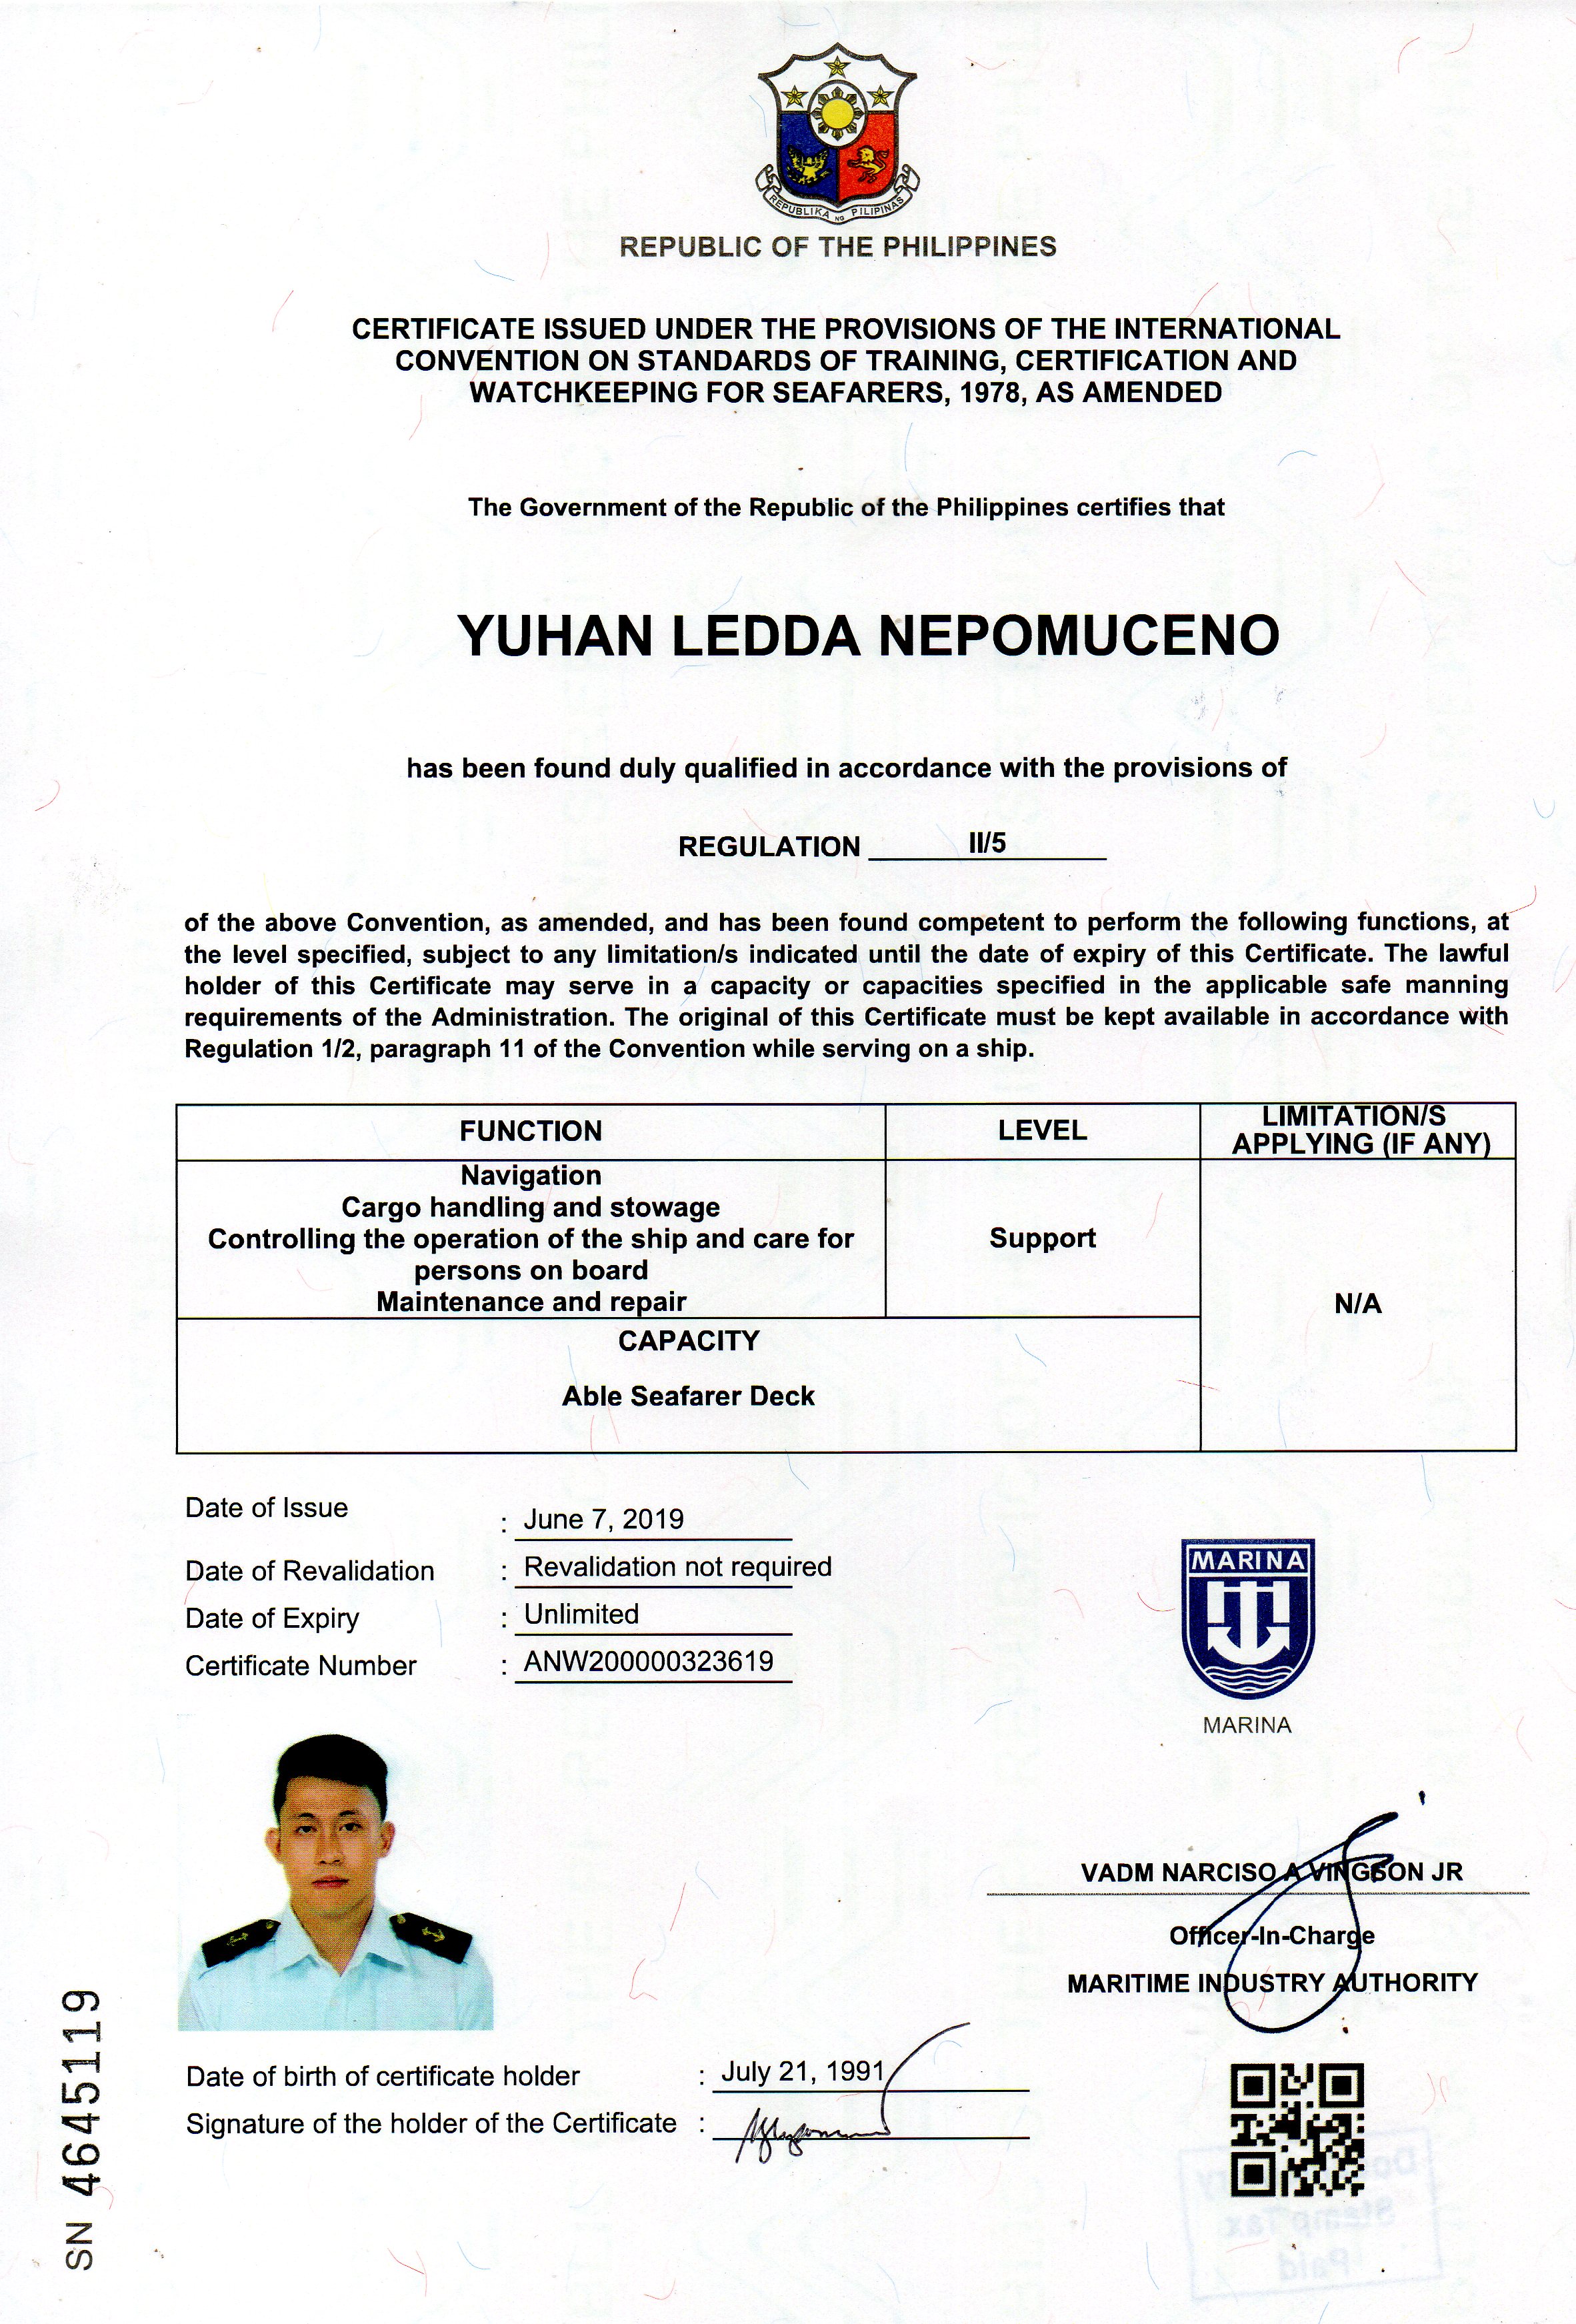 REPUBLIKA NG PILIPINAS
REPUBLIC OF THE PHILIPPINES
CERTIFICATE ISSUED UNDER THE PROVISIONS OF THE INTERNATIONAL
CONVENTION ON STANDARDS OF TRAINING, CERTIFICATION AND
WATCHKEEPING FOR SEAFARERS, 1978, AS AMENDED
The Government of the Republic of the Philippines certifies that
YUHAN LEDDA NEPOMUCENO
has been found duly qualified in accordance with the provisions of
REGULATION II/5
of the above Convention, as amended, and has been found competent to perform the following functions, at
the level specified, subject to any limitation/s indicated until the date of expiry of this Certificate. The lawful
holder of this Certificate may serve in a capacity or capacities specified in the applicable safe manning
requirements of the Administration. The original of this Certificate must be kept available in accordance with
Regulation 1/2, paragraph 11 of the Convention while serving on a ship.
FUNCTION LEVEL LIMITATION/S
APPLYING (IF ANY)
Navigation
Cargo handling and stowage
Controlling the operation of the ship and care for
persons on board
Maintenance and repair
Support
N/A
CAPACITY
Able Seafarer Deck
Date of Issue : June 7, 2019
Date of Revalidation : Revalidation not required
Date of Expiry : Unlimited
Certificate Number : ANW200000323619
MARINA
MARINA
VADM NARCISO A VINGSON JR
Officer-In-Charge
MARITIME INDUSTRY AUTHORITY
Date of birth of certificate holder : July 21, 1991
Signature of the holder of the Certificate :
SN 4645119
Stamp Tax
Paid